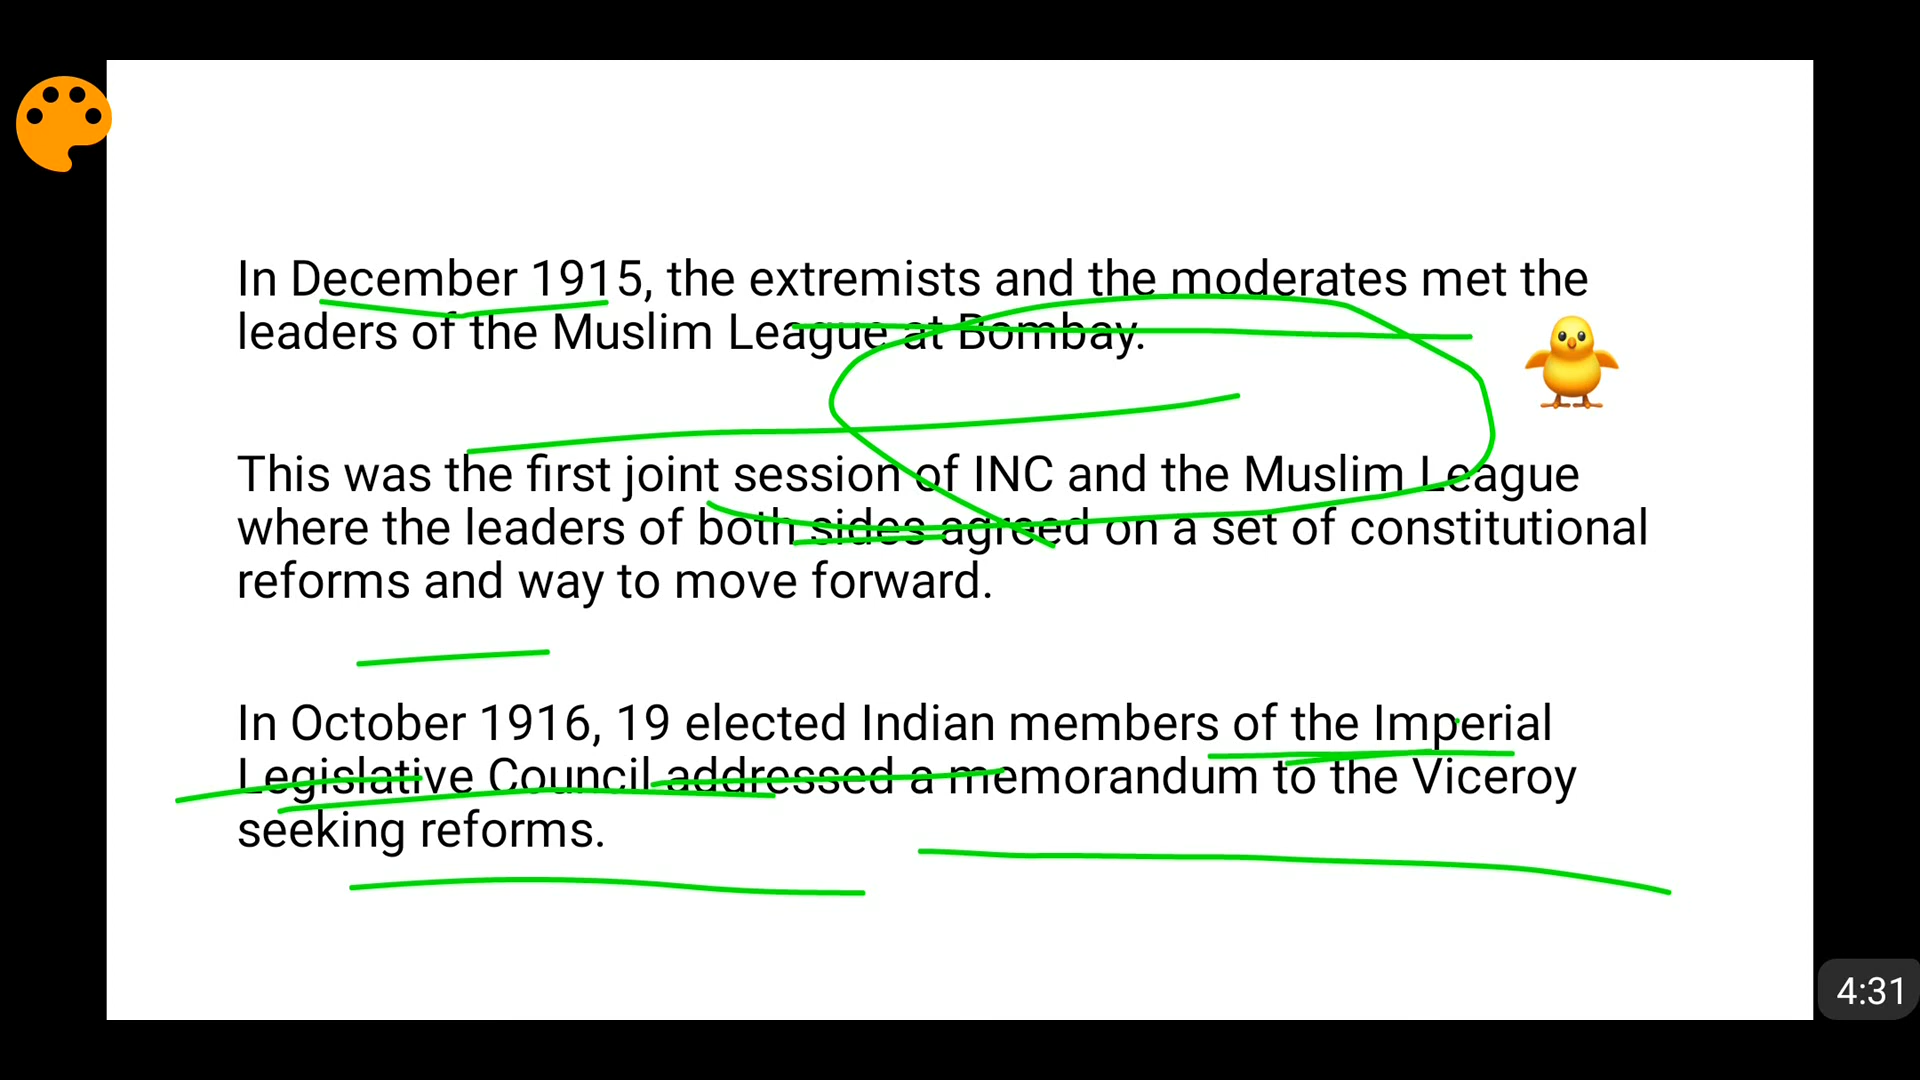 In December 1915, the extremists and the moderates met the
leaders of the Muslim League at Bombay.
This was the first joint session of INC and the Muslim League
where the leaders of both sides agreed on a set of constitutional
reforms and way to move forward.
In October 1916, 19 elected Indian members of the Imperial
Legislative Council addressed a memorandum to the Viceroy
seeking reforms.
4:31